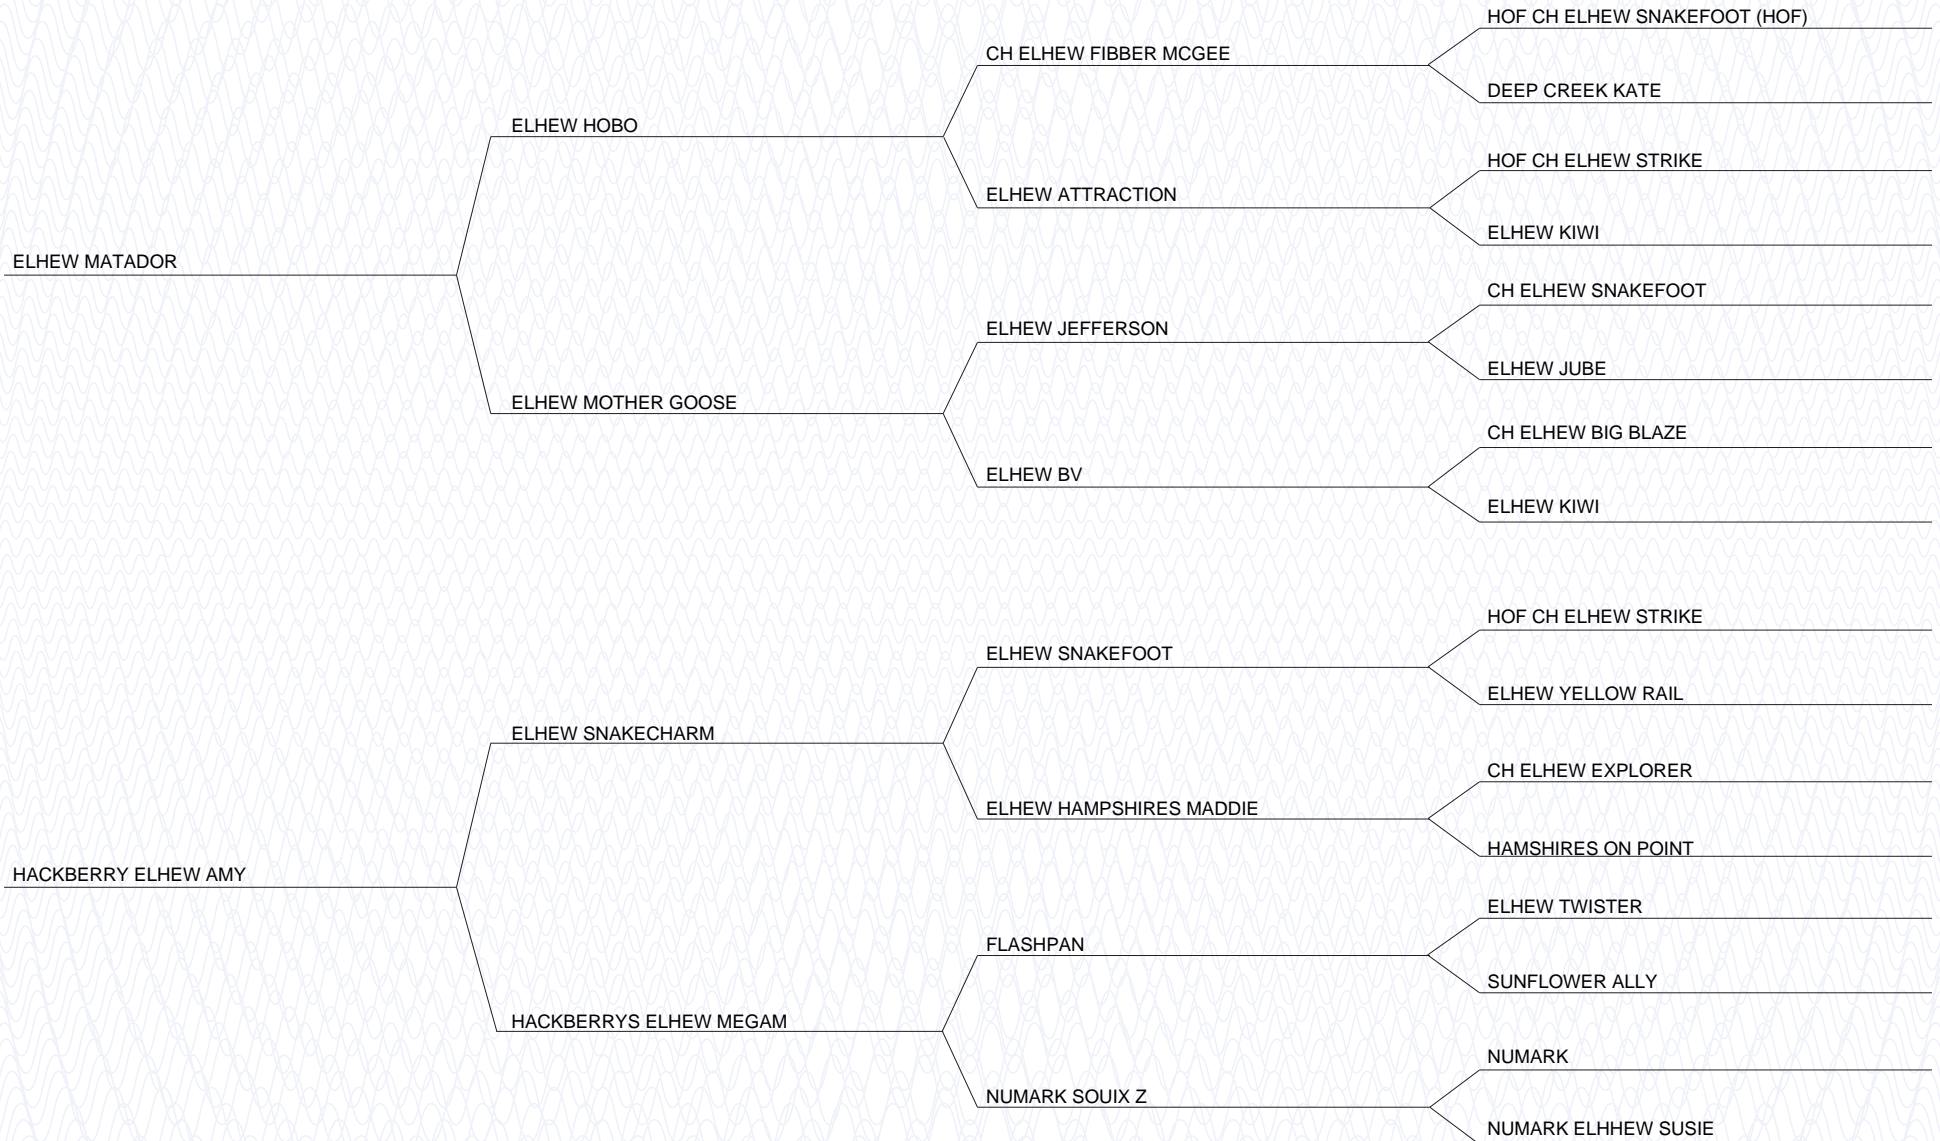 HOF CH ELHEW SNAKEFOOT (HOF)
CH ELHEW FIBBER MCGEE
DEEP CREEK KATE
ELHEW HOBO
HOF CH ELHEW STRIKE
ELHEW ATTRACTION
ELHEW KIWI
ELHEW MATADOR
CH ELHEW SNAKEFOOT
ELHEW JEFFERSON
ELHEW JUBE
ELHEW MOTHER GOOSE
CH ELHEW BIG BLAZE
ELHEW BV
ELHEW KIWI
HOF CH ELHEW STRIKE
ELHEW SNAKEFOOT
ELHEW YELLOW RAIL
ELHEW SNAKECHARM
CH ELHEW EXPLORER
ELHEW HAMPSHIRES MADDIE
HAMSHIRES ON POINT
HACKBERRY ELHEW AMY
ELHEW TWISTER
FLASHPAN
SUNFLOWER ALLY
HACKBERRYS ELHEW MEGAM
NUMARK
NUMARK SOUIX Z
NUMARK ELHHEW SUSIE